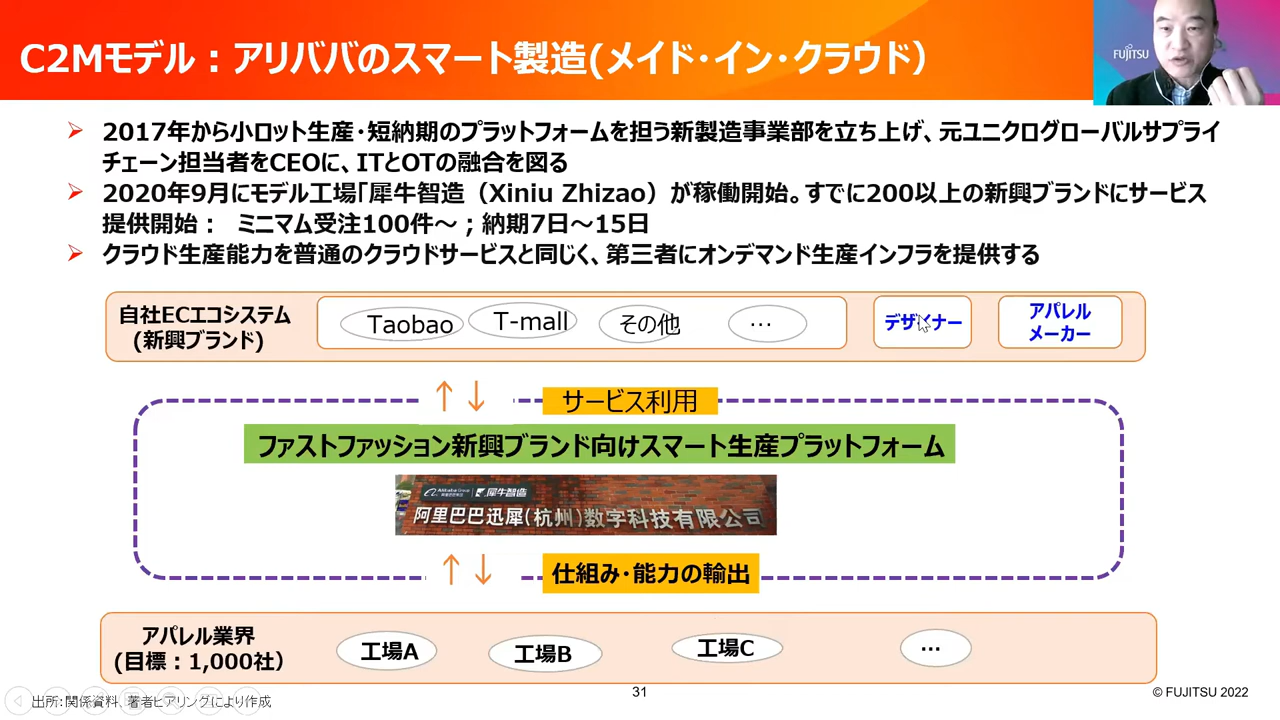 C2Mモデル：アリババのスマート製造(メイド・イン・クラウド）
FUJITSU
2017年から小ロット生産・短納期のプラットフォームを担う新製造事業部を立ち上げ、元ユニクログローバルサプライ
チェーン担当者をCEOに、ITとOTの融合を図る
2020年9月にモデル工場「犀牛智造（Xiniu Zhizao）が稼働開始。すでに200以上の新興ブランドにサービス
提供開始： ミニマム受注100件～；納期7日～15日
クラウド生産能力を普通のクラウドサービスと同じく、第三者にオンデマンド生産インフラを提供する
自社ECエコシステム
(新興ブランド)
Taobao
T-mall
その他
…
デザイナー
アパレル
メーカー
↑↓
サービス利用
ファストファッション新興ブランド向けスマート生産プラットフォーム
Alibaba Group
犀牛智造
阿里巴巴迅犀(杭州)数字科技有限公司
↑↓
仕組み・能力の輸出
アパレル業界
(目標：1,000社）
工場A
工場B
工場C
…
出所：関係資料、著者ヒアリングにより作成
31
© FUJITSU 2022